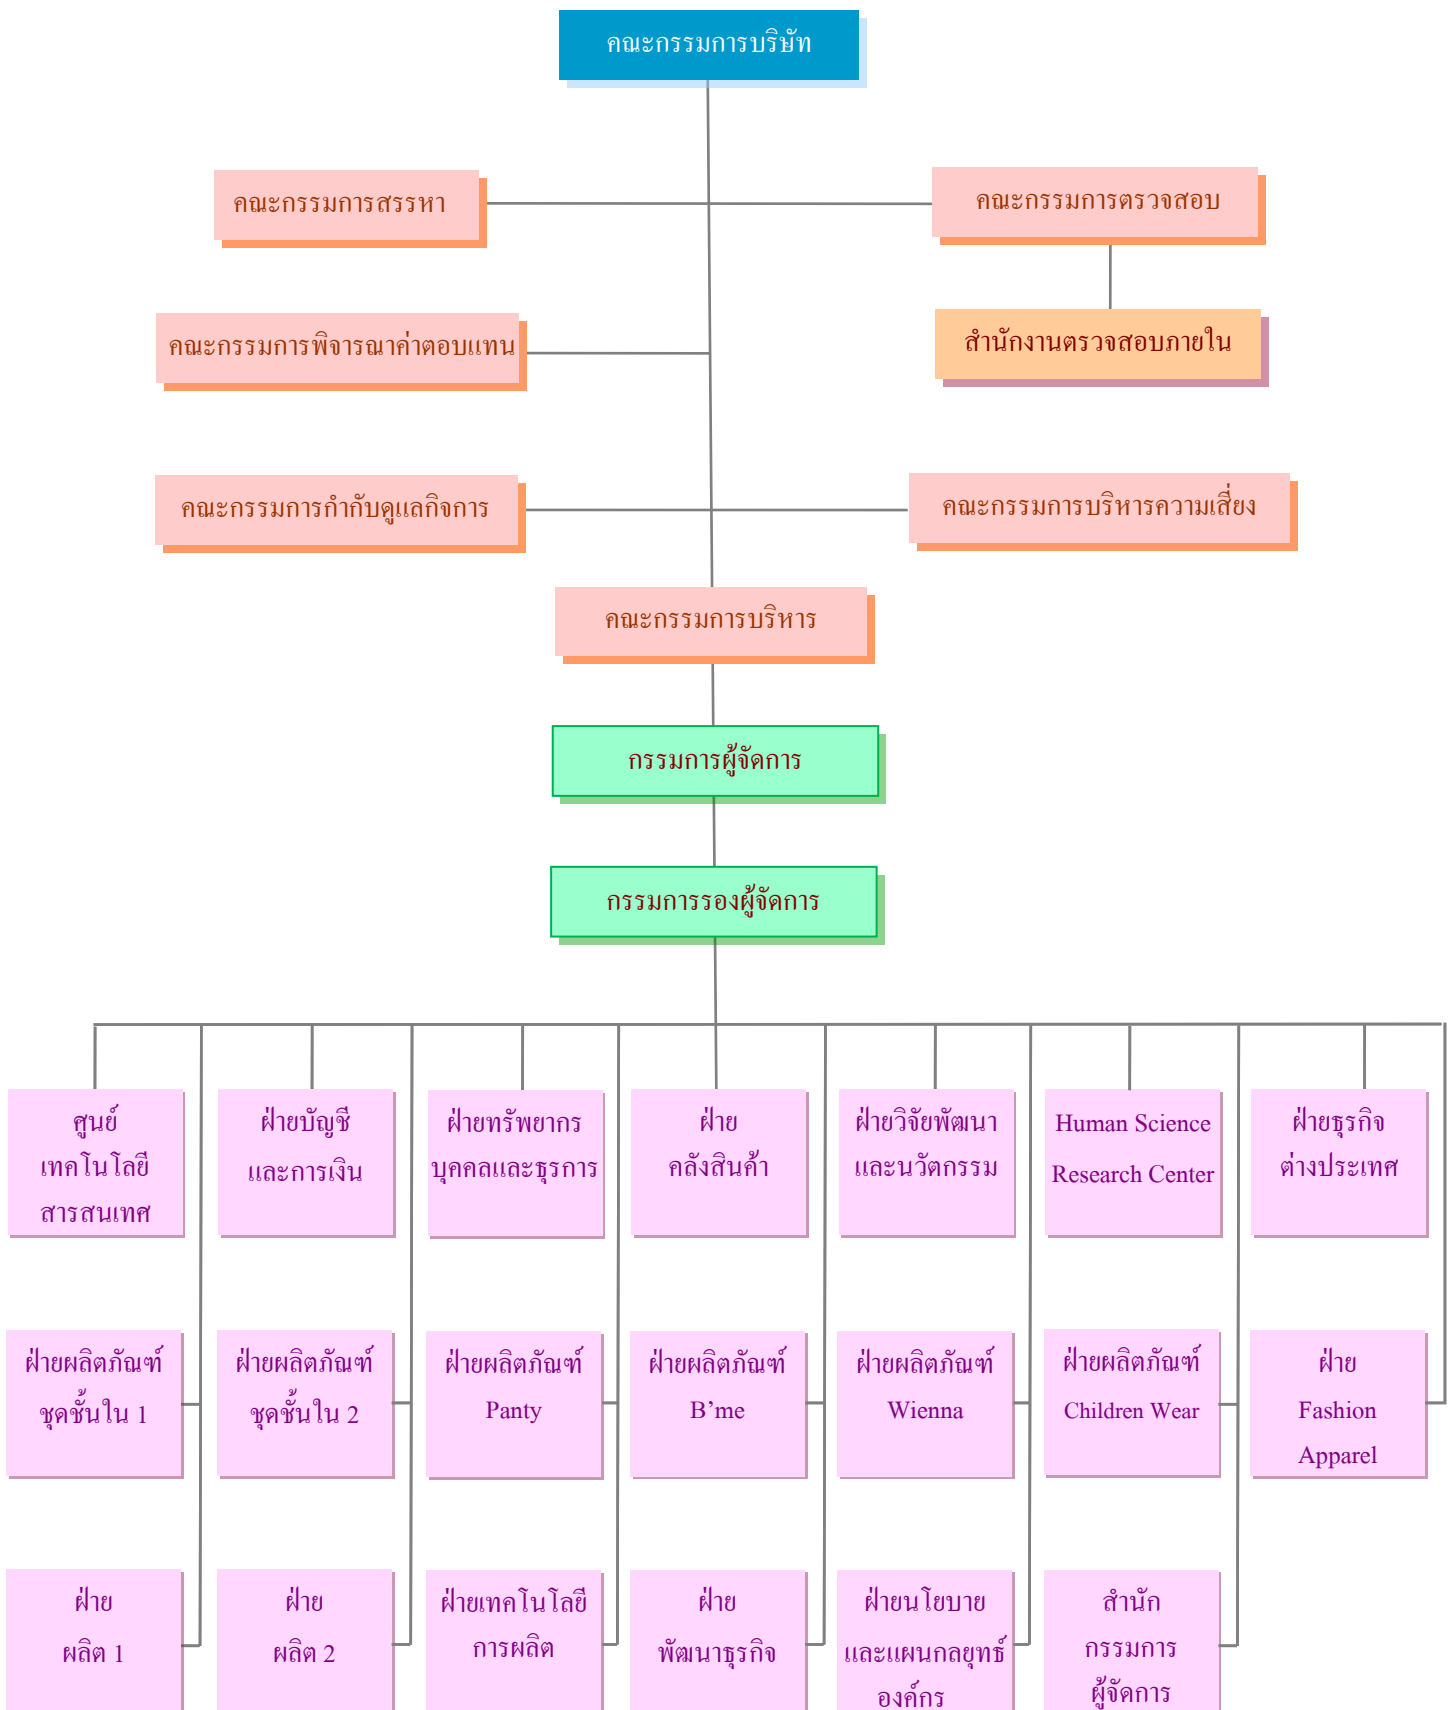 คณะกรรมการบริษัท
คณะกรรมการสรรหา
คณะกรรมการตรวจสอบ
คณะกรรมการพิจารณาค่าตอบแทน
สำนักงานตรวจสอบภายใน
คณะกรรมการกำกับดูแลกิจการ
คณะกรรมการบริหารความเสี่ยง
คณะกรรมการบริหาร
กรรมการผู้จัดการ
กรรมการรองผู้จัดการ
ศูนย์
เทคโนโลยี
สารสนเทศ
ฝ่ายบัญชี
และการเงิน
ฝ่ายทรัพยากร
บุคคลและธุรการ
ฝ่าย
คลังสินค้า
ฝ่ายวิจัยพัฒนา
และนวัตกรรม
Human Science
Research Center
ฝ่ายธุรกิจ
ต่างประเทศ
ฝ่ายผลิตภัณฑ์
ชุดชั้นใน 1
ฝ่ายผลิตภัณฑ์
ชุดชั้นใน 2
ฝ่ายผลิตภัณฑ์
Panty
ฝ่ายผลิตภัณฑ์
B’me
ฝ่ายผลิตภัณฑ์
Wienna
ฝ่ายผลิตภัณฑ์
Children Wear
ฝ่าย
Fashion
Apparel
ฝ่าย
ผลิต 1
ฝ่าย
ผลิต 2
ฝ่ายเทคโนโลยี
การผลิต
ฝ่าย
พัฒนาธุรกิจ
ฝ่ายนโยบาย
และแผนกลยุทธ์
องค์กร
สำนัก
กรรมการ
ผู้จัดการ